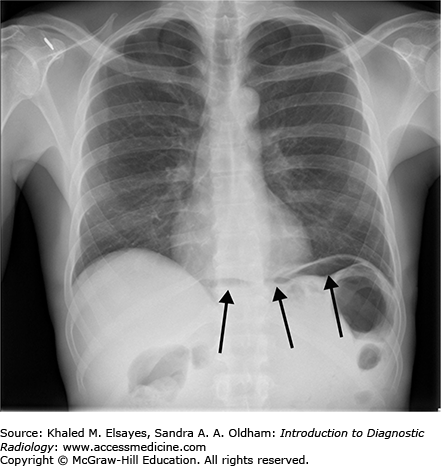 Source: Khaled M. Elsayes, Sandra A. A. Oldham: Introduction to Diagnostic
Radiology: www.accessmedicine.com
Copyright © McGraw-Hill Education. All rights reserved.